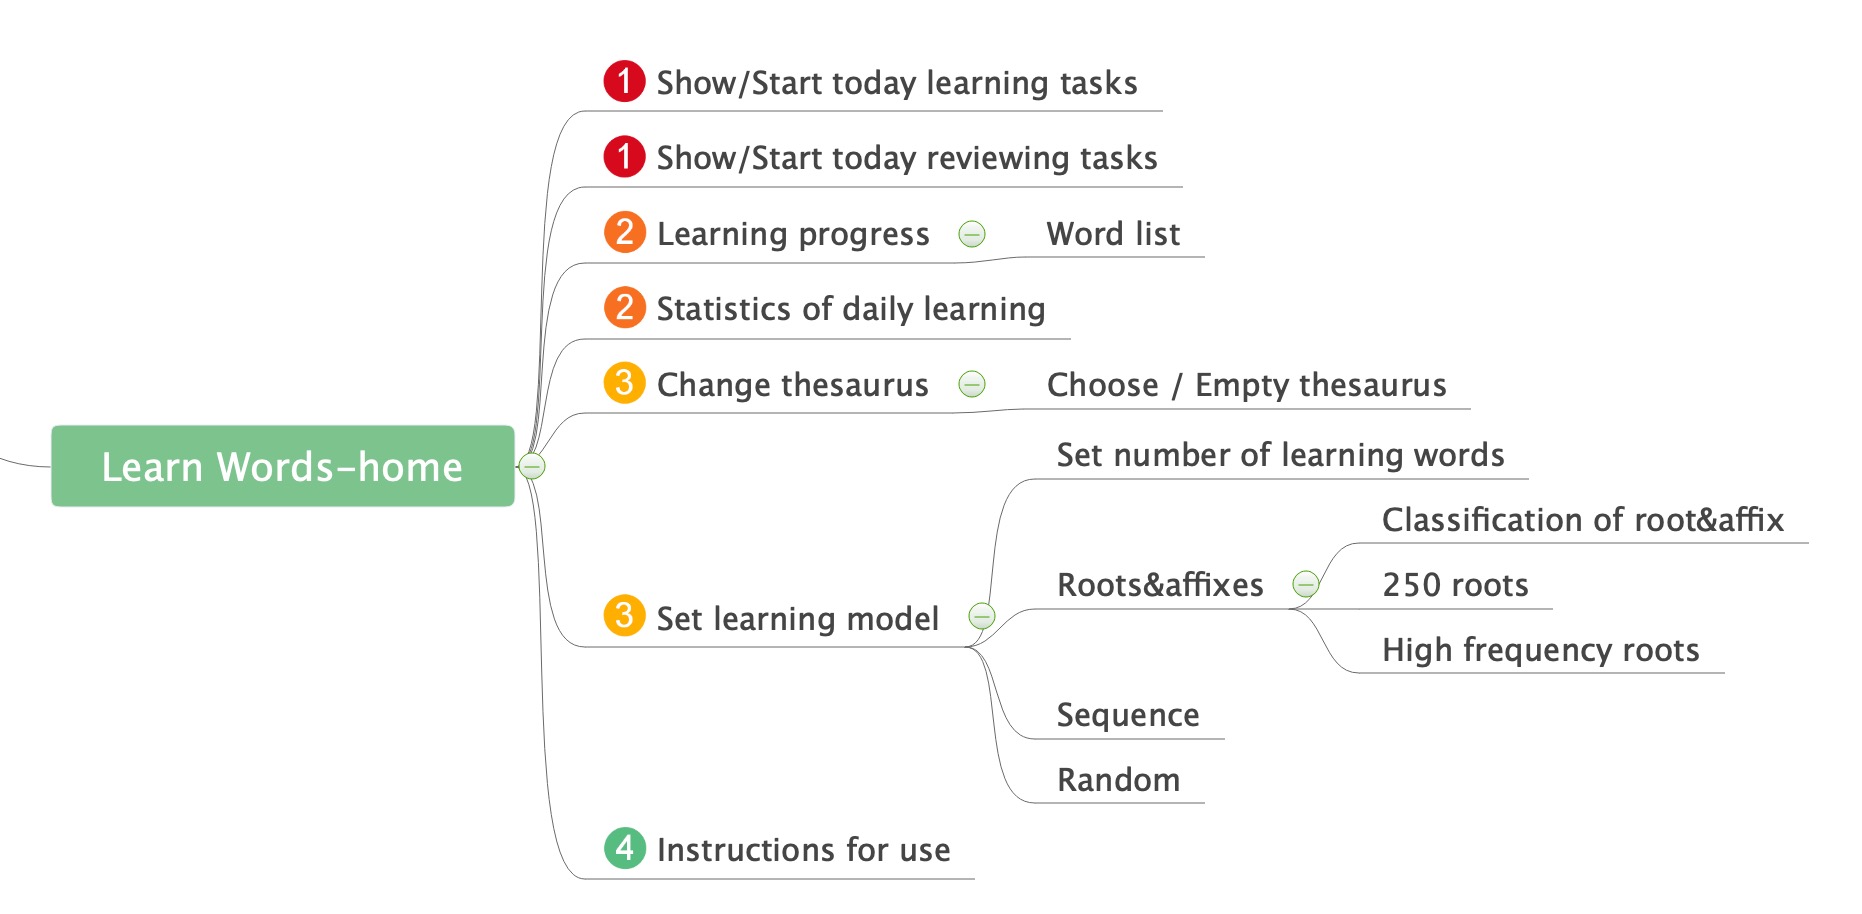 1 Show/Start today learning tasks
1 Show/Start today reviewing tasks
2 Learning progress
Word list
2 Statistics of daily learning
3 Change thesaurus
Choose / Empty thesaurus
Learn Words-home
3 Set learning model
Set number of learning words
Roots&affixes
Classification of root&affix
250 roots
High frequency roots
Sequence
Random
4 Instructions for use